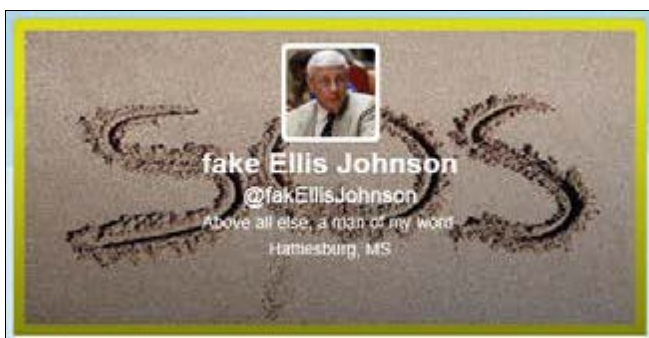 SOS
fake Ellis Johnson
@fakEllisJohnson
Above all else, a man of my word
Hattiesburg, MS